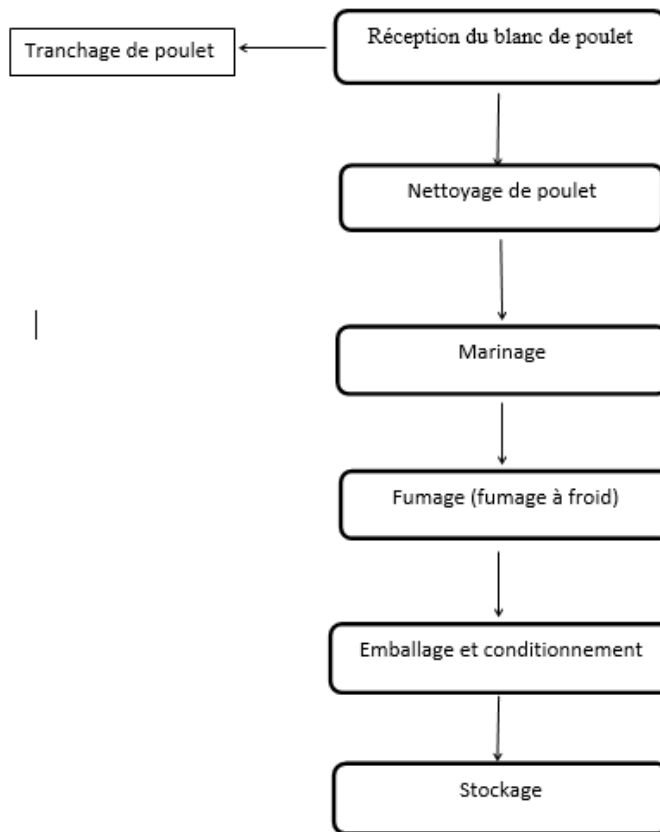 Réception du blanc de poulet
Tranchage de poulet
Nettoyage de poulet
Marinage
Fumage (fumage à froid)
Emballage et conditionnement
Stockage